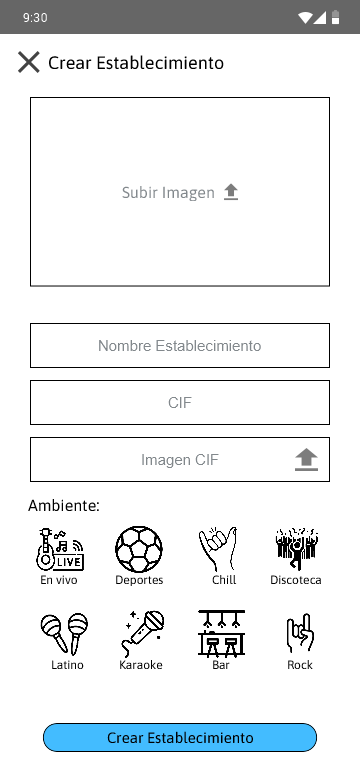 9:30
Crear Establecimiento
Subir Imagen
Nombre Establecimiento
CIF
Imagen CIF
Ambiente:
LIVE
En vivo Deportes Chill Discoteca
Latino Karaoke Bar Rock
Crear Establecimiento